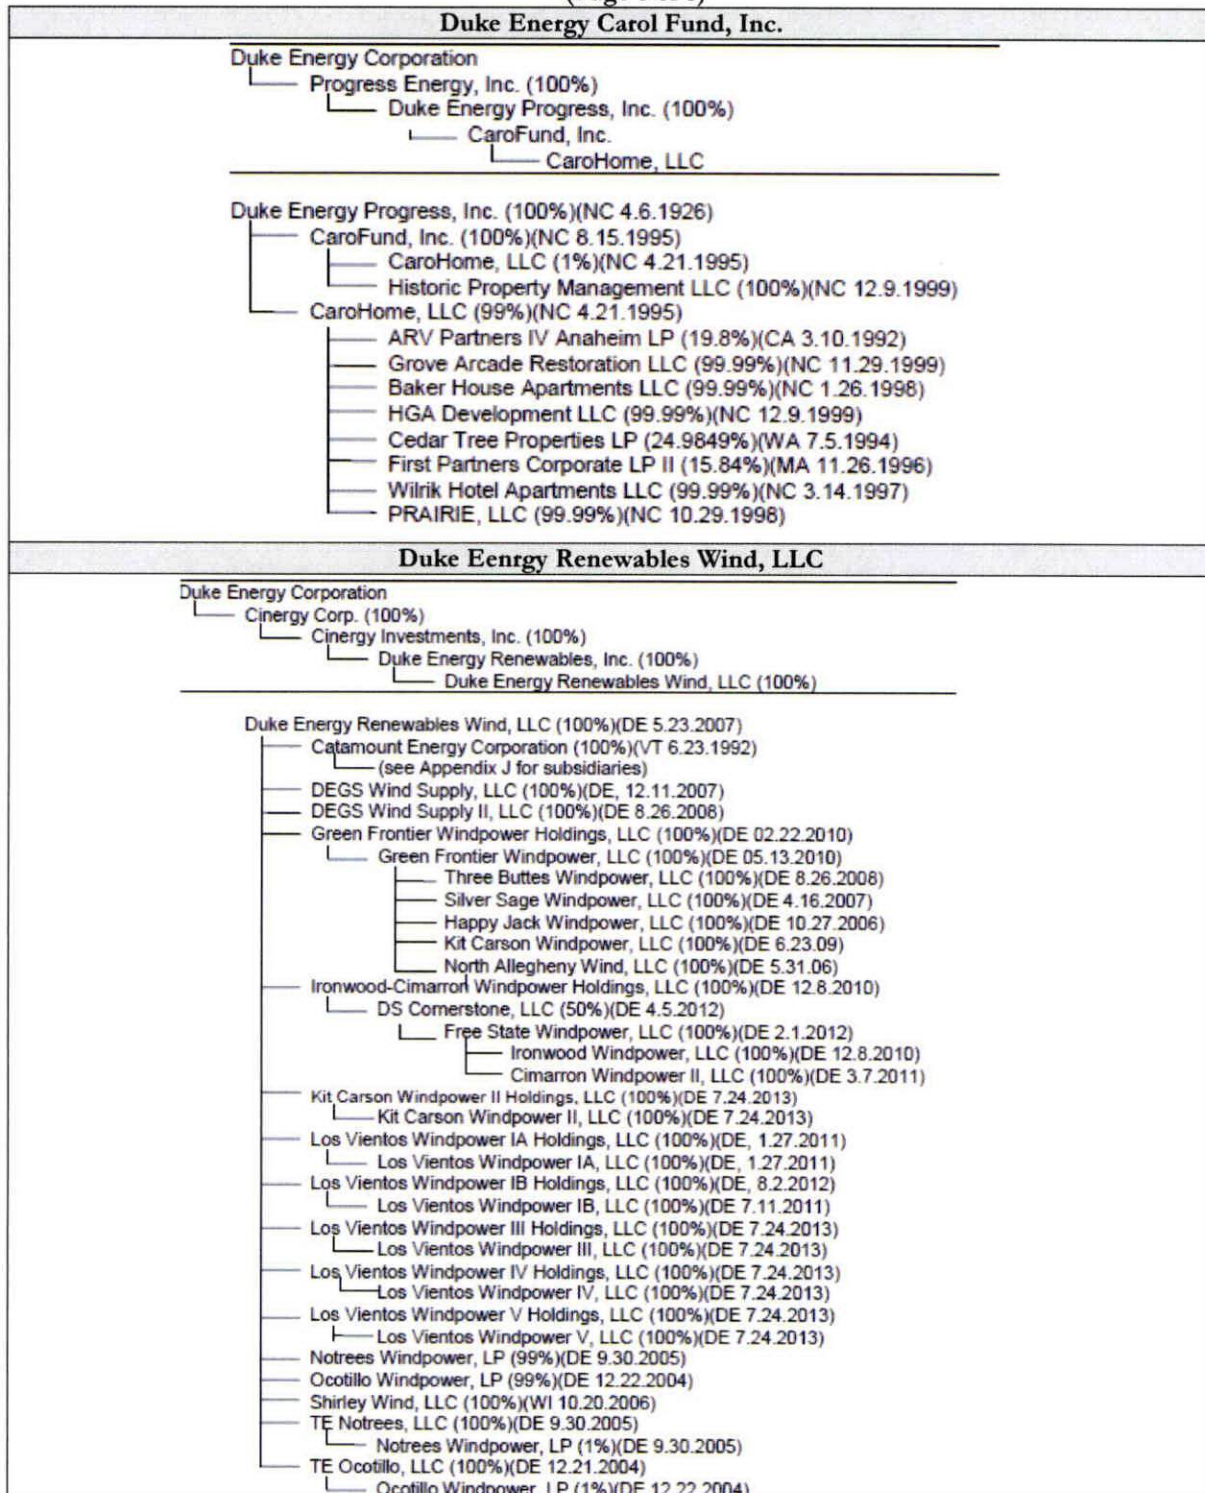 Duke Energy Carol Fund, Inc.
Duke Energy Corporation
Progress Energy, Inc. (100%)
Duke Energy Progress, Inc. (100%)
CaroFund, Inc.
CaroHome, LLC
Duke Energy Progress, Inc. (100%)(NC 4.6.1926)
CaroFund, Inc. (100%)(NC 8.15.1995)
CaroHome, LLC (1%)(NC 4.21.1995)
Historic Property Management LLC (100%)(NC 12.9.1999)
CaroHome, LLC (99%)(NC 4.21.1995)
ARV Partners IV Anaheim LP (19.8%)(CA 3.10.1992)
Grove Arcade Restoration LLC (99.99%)(NC 11.29.1999)
Baker House Apartments LLC (99.99%)(NC 1.26.1998)
HGA Development LLC (99.99%)(NC 12.9.1999)
Cedar Tree Properties LP (24.9849%)(WA 7.5.1994)
First Partners Corporate LP II (15.84%)(MA 11.26.1996)
Wilrik Hotel Apartments LLC (99.99%)(NC 3.14.1997)
PRAIRIE, LLC (99.99%)(NC 10.29.1998)
Duke Eenrgy Renewables Wind, LLC
Duke Energy Corporation
Cinergy Corp. (100%)
Cinergy Investments, Inc. (100%)
Duke Energy Renewables, Inc. (100%)
Duke Energy Renewables Wind, LLC (100%)
Duke Energy Renewables Wind, LLC (100%)(DE 5.23.2007)
Catamount Energy Corporation (100%)(VT 6.23.1992)
(see Appendix J for subsidiaries)
DEGS Wind Supply, LLC (100%)(DE, 12.11.2007)
DEGS Wind Supply II, LLC (100%)(DE 8.26.2008)
Green Frontier Windpower Holdings, LLC (100%)(DE 02.22.2010)
Green Frontier Windpower, LLC (100%)(DE 05.13.2010)
Three Buttes Windpower, LLC (100%)(DE 8.26.2008)
Silver Sage Windpower, LLC (100%)(DE 4.16.2007)
Happy Jack Windpower, LLC (100%)(DE 10.27.2006)
Kit Carson Windpower, LLC (100%)(DE 6.23.09)
North Allegheny Wind, LLC (100%)(DE 5.31.06)
Ironwood-Cimarron Windpower Holdings, LLC (100%)(DE 12.8.2010)
DS Cornerstone, LLC (50%)(DE 4.5.2012)
Free State Windpower, LLC (100%)(DE 2.1.2012)
Ironwood Windpower, LLC (100%)(DE 12.8.2010)
Cimarron Windpower II, LLC (100%)(DE 3.7.2011)
Kit Carson Windpower II Holdings, LLC (100%)(DE 7.24.2013)
Kit Carson Windpower II, LLC (100%)(DE 7.24.2013)
Los Vientos Windpower IA Holdings, LLC (100%)(DE, 1.27.2011)
Los Vientos Windpower IA, LLC (100%)(DE, 1.27.2011)
Los Vientos Windpower IB Holdings, LLC (100%)(DE, 8.2.2012)
Los Vientos Windpower IB, LLC (100%)(DE 7.11.2011)
Los Vientos Windpower III Holdings, LLC (100%)(DE 7.24.2013)
Los Vientos Windpower III, LLC (100%)(DE 7.24.2013)
Los Vientos Windpower IV Holdings, LLC (100%)(DE 7.24.2013)
Los Vientos Windpower IV, LLC (100%)(DE 7.24.2013)
Los Vientos Windpower V Holdings, LLC (100%)(DE 7.24.2013)
Los Vientos Windpower V, LLC (100%)(DE 7.24.2013)
Notrees Windpower, LP (99%)(DE 9.30.2005)
Ocotillo Windpower, LP (99%)(DE 12.22.2004)
Shirley Wind, LLC (100%)(WI 10.20.2006)
TE Notrees, LLC (100%)(DE 9.30.2005)
Notrees Windpower, LP (1%)(DE 9.30.2005)
TE Ocotillo, LLC (100%)(DE 12.21.2004)
Ocotillo Windpower, LP (1%)(DE 12.22.2004)